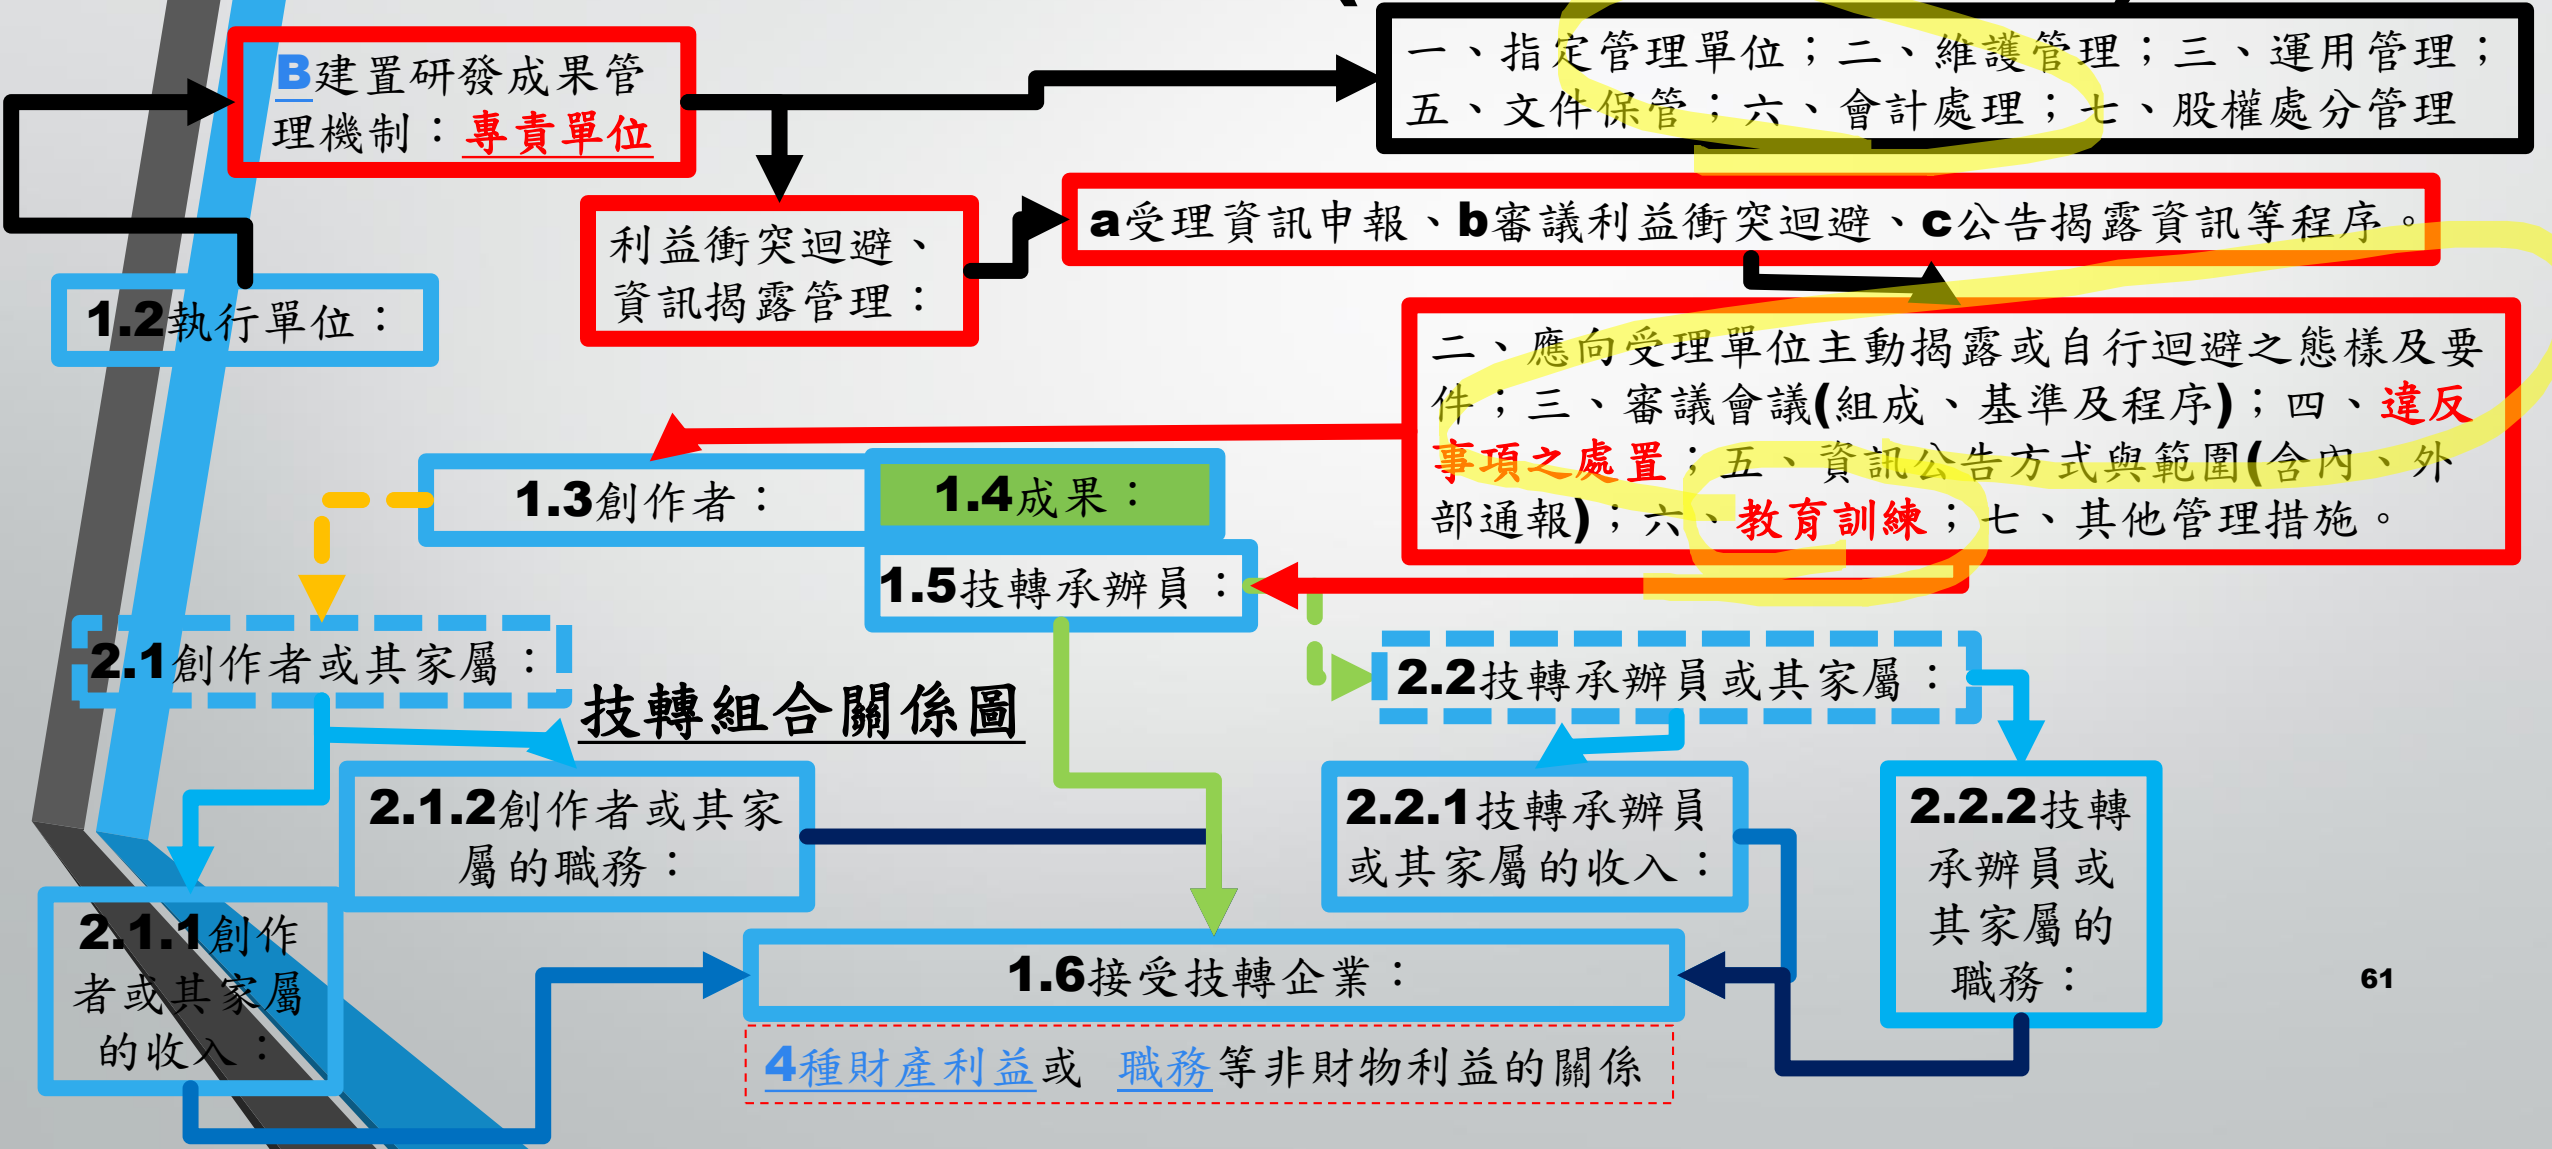 一、指定管理單位；二、維護管理；三、運用管理；
五、文件保管；六、會計處理；七、股權處分管理
B建置研發成果管
理機制：專責單位
a受理資訊申報、b審議利益衝突迴避、c公告揭露資訊等程序。
利益衝突迴避、
資訊揭露管理：
1.2執行單位：
二、應向受理單位主動揭露或自行迴避之態樣及要
件；三、審議會議(組成、基準及程序)；四、違反
事項之處置；五、資訊公告方式與範圍(含內、外
部通報)；六、教育訓練；七、其他管理措施。
1.3創作者：
1.4成果：
1.5技轉承辦員：
2.1創作者或其家屬：
2.2技轉承辦員或其家屬：
技轉組合關係圖
2.1.2創作者或其家
屬的職務：
2.2.1技轉承辦員
或其家屬的收入：
2.2.2技轉
承辦員或
其家屬的
職務：
2.1.1創作
者或其家屬
的收入：
1.6接受技轉企業：
4種財產利益或 職務等非財物利益的關係
61